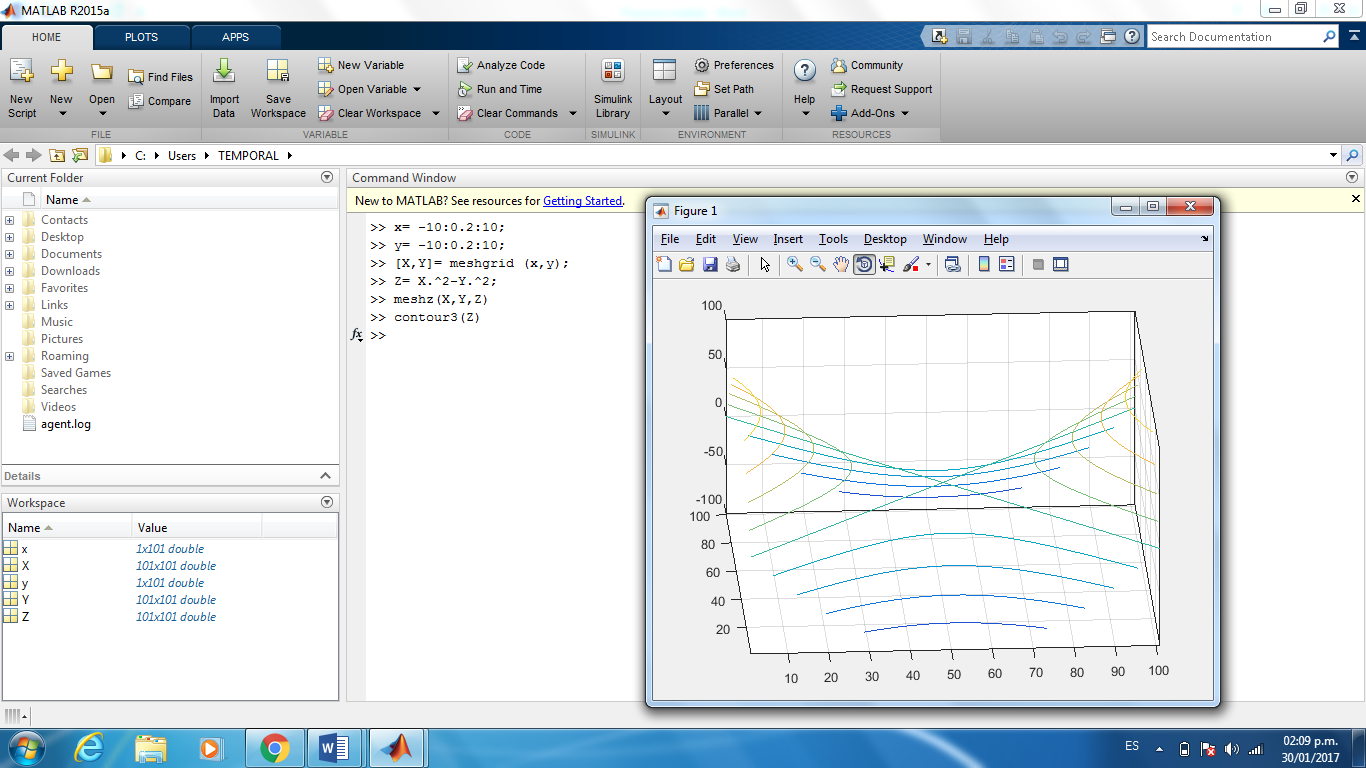 MATLAB R2015a
HOME PLOTS APPS
Search Documentation
New Script
New
Open
Find Files
Compare
FILE
Import Data
Save Workspace
New Variable
Open Variable
Clear Workspace
VARIABLE
Analyze Code
Run and Time
Clear Commands
CODE
Simulink Library
SIMULINK
Layout
Preferences
Set Path
Parallel
ENVIRONMENT
Help
Community
Request Support
Add-Ons
RESOURCES
C: Users TEMPORAL
Current Folder
Name
Contacts
Desktop
Documents
Downloads
Favorites
Links
Music
Pictures
Roaming
Saved Games
Searches
Videos
agent.log
Details
Workspace
Name Value
x 1x101 double
X 101x101 double
y 1x101 double
Y 101x101 double
Z 101x101 double
Command Window
New to MATLAB? See resources for Getting Started.
>> x= -10:0.2:10;
>> y= -10:0.2:10;
>> [X,Y]= meshgrid (x,y);
>> Z= X.^2-Y.^2;
>> meshz(X,Y,Z)
>> contour3(Z)
fx >>
Figure 1
File Edit View Insert Tools Desktop Window Help
100
50
0
-50
-100
100
80
60
40
20
10 20 30 40 50 60 70 80 90 100
ES
02:09 p.m.
30/01/2017